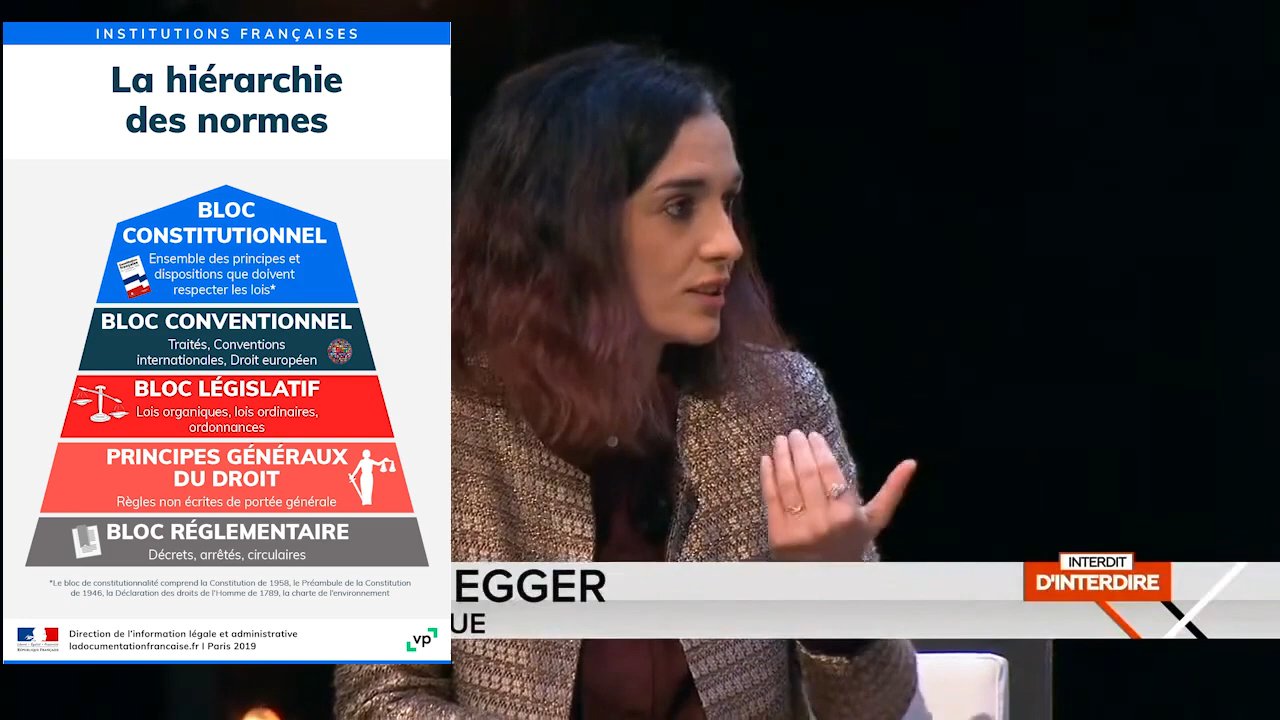 INSTITUTIONS FRANÇAISES
La hiérarchie
des normes
BLOC
CONSTITUTIONNEL
Ensemble des principes et
dispositions que doivent
respecter les lois*
BLOC CONVENTIONNEL
Traités, Conventions
internationales, Droit européen
BLOC LÉGISLATIF
Lois organiques, lois ordinaires,
ordonnances
PRINCIPES GÉNÉRAUX
DU DROIT
Règles non écrites de portée générale
BLOC RÉGLEMENTAIRE
Décrets, arrêtés, circulaires
*Le bloc de constitutionnalité comprend la Constitution de 1958, le Préambule de la Constitution
de 1946, la Déclaration des droits de l'Homme de 1789, la charte de l'environnement
Direction de l'information légale et administrative
ladocumentationfrancaise.fr I Paris 2019
vp
EGGER
UE
INTERDIT
D'INTERDIRE